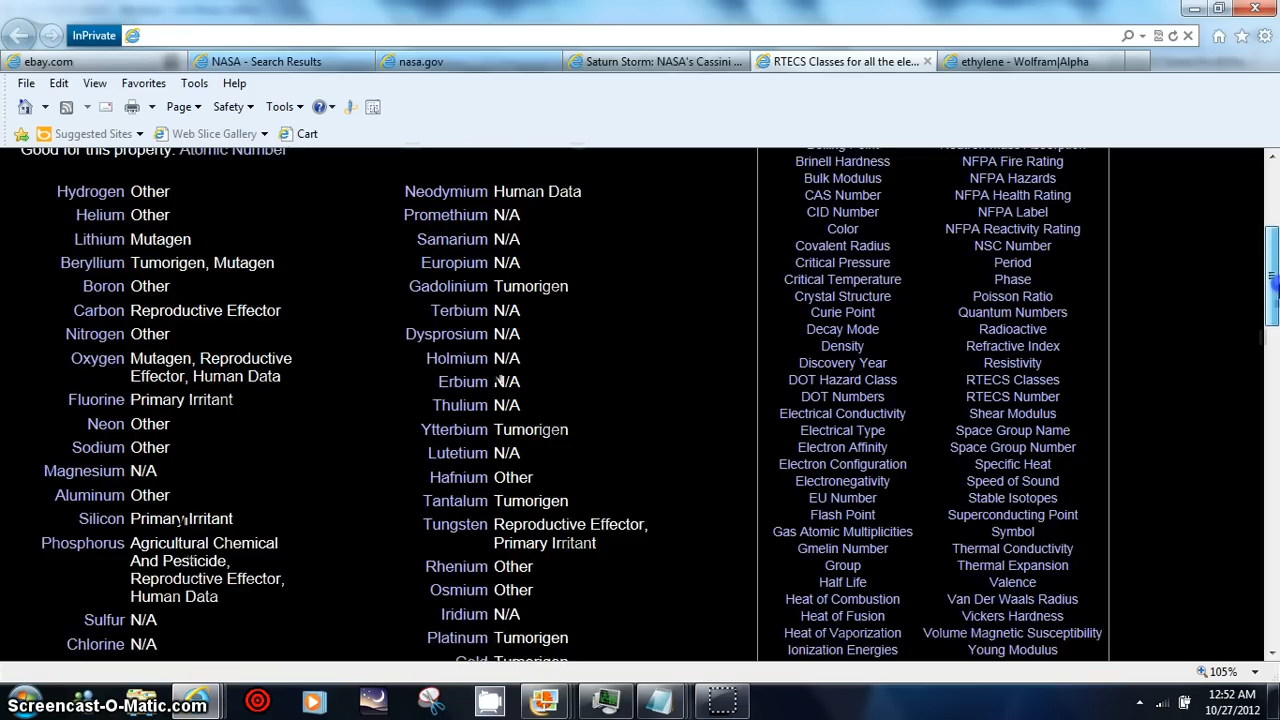 InPrivate
ebay.com
NASA - Search Results
nasa.gov
Saturn Storm: NASA's Cassini ...
RTECS Classes for all the ele...
ethylene - Wolfram|Alpha
File Edit View Favorites Tools Help
Page Safety Tools
Suggested Sites Web Slice Gallery Cart
Good for this property: Atomic Number
Hydrogen Other
Helium Other
Lithium Mutagen
Beryllium Tumorigen, Mutagen
Boron Other
Carbon Reproductive Effector
Nitrogen Other
Oxygen Mutagen, Reproductive
Effector, Human Data
Fluorine Primary Irritant
Neon Other
Sodium Other
Magnesium N/A
Aluminum Other
Silicon Primary Irritant
Phosphorus Agricultural Chemical
And Pesticide,
Reproductive Effector,
Human Data
Sulfur N/A
Chlorine N/A
Neodymium Human Data
Promethium N/A
Samarium N/A
Europium N/A
Gadolinium Tumorigen
Terbium N/A
Dysprosium N/A
Holmium N/A
Erbium N/A
Thulium N/A
Ytterbium Tumorigen
Lutetium N/A
Hafnium Other
Tantalum Tumorigen
Tungsten Reproductive Effector,
Primary Irritant
Rhenium Other
Osmium Other
Iridium N/A
Platinum Tumorigen
Gold Tumorigen
Boiling Point
Brinell Hardness
Bulk Modulus
CAS Number
CID Number
Color
Covalent Radius
Critical Pressure
Critical Temperature
Crystal Structure
Curie Point
Decay Mode
Density
Discovery Year
DOT Hazard Class
DOT Numbers
Electrical Conductivity
Electrical Type
Electron Affinity
Electron Configuration
Electronegativity
EU Number
Flash Point
Gas Atomic Multiplicities
Gmelin Number
Group
Half Life
Heat of Combustion
Heat of Fusion
Heat of Vaporization
Ionization Energies
Neutron Mass Absorption
NFPA Fire Rating
NFPA Hazards
NFPA Health Rating
NFPA Label
NFPA Reactivity Rating
NSC Number
Period
Phase
Poisson Ratio
Quantum Numbers
Radioactive
Refractive Index
Resistivity
RTECS Classes
RTECS Number
Shear Modulus
Space Group Name
Space Group Number
Specific Heat
Speed of Sound
Stable Isotopes
Superconducting Point
Symbol
Thermal Conductivity
Thermal Expansion
Valence
Van Der Waals Radius
Vickers Hardness
Volume Magnetic Susceptibility
Young Modulus
105%
Screencast-O-Matic.com
12:52 AM
10/27/2012